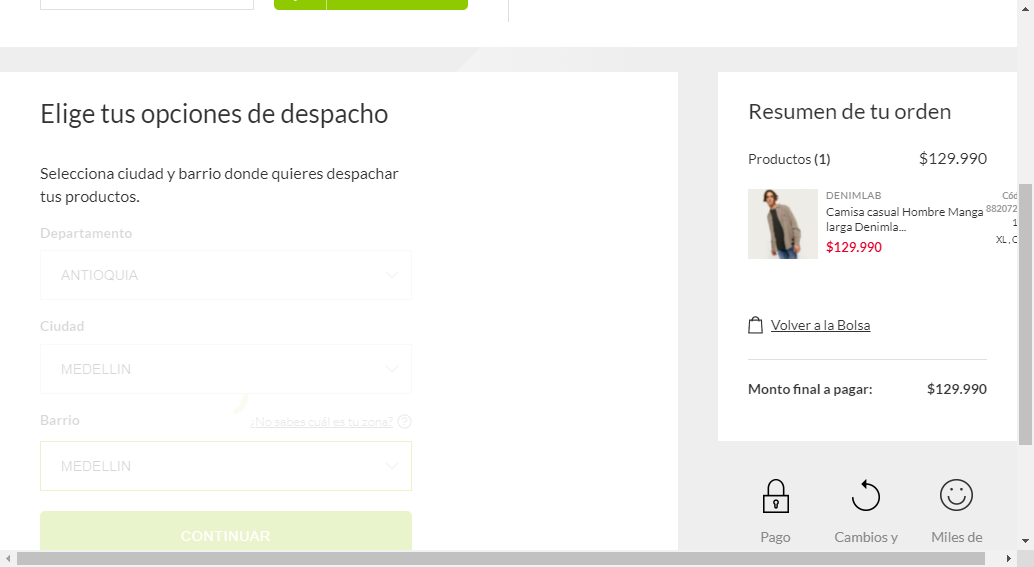 Elige tus opciones de despacho
Selecciona ciudad y barrio donde quieres despachar
tus productos.
Departamento
ANTIOQUIA
Ciudad
MEDELLIN
Barrio
¿No sabes cuál es tu zona?
MEDELLIN
CONTINUAR
Resumen de tu orden
Productos (1) $129.990
DENIMLAB
Camisa casual Hombre Manga
larga Denimla...
$129.990
Cód
882072
1
XL, C
Volver a la Bolsa
Monto final a pagar: $129.990
Pago
Cambios y
Miles de